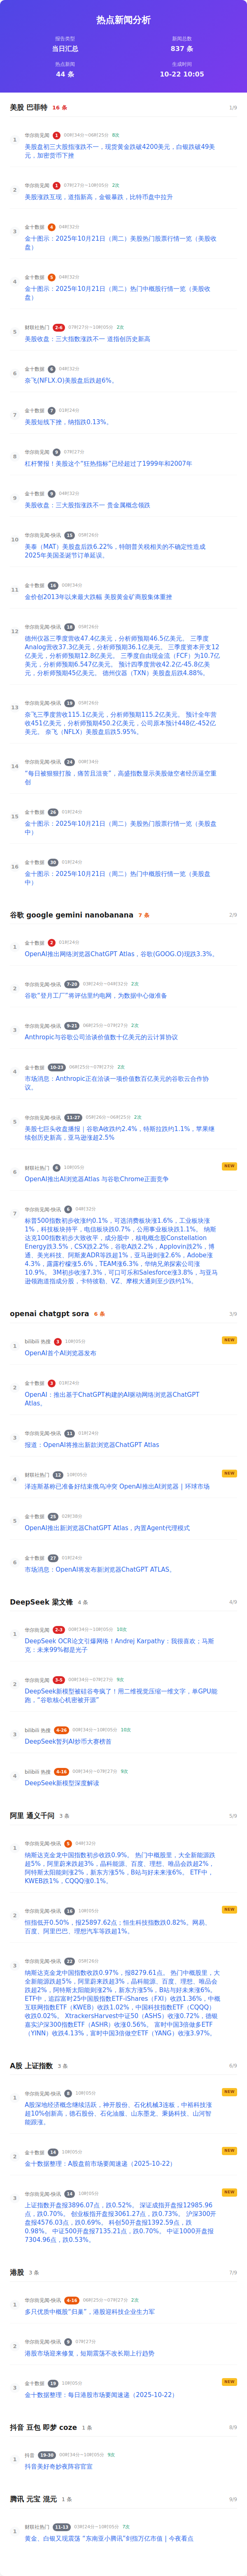 热点新闻分析
报告类型
新闻总数
当日汇总
837 条
热点新闻
生成时间
44 条
10-22 10:05
美股 巴菲特 16 条
1/9
1
华尔街见闻 1 00时34分~06时25分 8次
美股盘初三大股指涨跌不一，现货黄金跌破4200美元，白银跌破49美
元，加密货币下挫
2
华尔街见闻 1 07时27分~10时05分 2次
美股涨跌互现，道指新高，金银暴跌，比特币盘中拉升
3
金十数据 4 04时32分
金十图示：2025年10月21日（周二）美股热门股票行情一览（美股收
盘）
4
金十数据 5 04时32分
金十图示：2025年10月21日（周二）热门中概股行情一览（美股收
盘）
5
财联社热门 2-6 07时27分~10时05分 2次
美股收盘：三大指数涨跌不一 道指创历史新高
6
金十数据 6 04时32分
奈飞(NFLX.O)美股盘后跌超6%。
7
金十数据 7 01时24分
美股短线下挫，纳指跌0.13%。
8
华尔街见闻 9 07时27分
杠杆警报！美股这个“狂热指标”已经超过了1999年和2007年
9
金十数据 9 04时32分
美股收盘：三大股指涨跌不一 贵金属概念领跌
10
华尔街见闻-快讯 15 05时26分
美泰（MAT）美股盘后跌6.22%，特朗普关税相关的不确定性造成
2025年美国圣诞节订单延误。
11
金十数据 16 00时34分
金价创2013年以来最大跌幅 美股黄金矿商股集体重挫
12
华尔街见闻-快讯 18 05时26分
德州仪器三季度营收47.4亿美元，分析师预期46.5亿美元。 三季度
Analog营收37.3亿美元，分析师预期36.1亿美元。 三季度资本开支12
亿美元，分析师预期12.8亿美元。 三季度自由现金流（FCF）为10.7亿
美元，分析师预期6.547亿美元。 预计四季度营收42.2亿-45.8亿美
元，分析师预期45亿美元。 德州仪器（TXN）美股盘后跌4.88%。
13
华尔街见闻-快讯 19 05时26分
奈飞三季度营收115.1亿美元，分析师预期115.2亿美元。 预计全年营
收451亿美元，分析师预期450.2亿美元，公司原本预计448亿-452亿
美元。 奈飞（NFLX）美股盘后跌5.95%。
14
华尔街见闻-快讯 24 00时34分
“每日被狠狠打脸，痛苦且沮丧”，高盛指数显示美股做空者经历逼空重
创
15
金十数据 26 01时24分
金十图示：2025年10月21日（周二）美股热门股票行情一览（美股盘
中）
16
金十数据 30 01时24分
金十图示：2025年10月21日（周二）热门中概股行情一览（美股盘
中）
谷歌 google gemini nanobanana 7 条
2/9
1
金十数据 2 01时24分
OpenAI推出网络浏览器ChatGPT Atlas，谷歌(GOOG.O)现跌3.3%。
2
华尔街见闻-快讯 7-20 03时24分~04时32分 2次
谷歌“登月工厂”将评估里约电网，为数据中心做准备
3
华尔街见闻-快讯 9-21 06时25分~07时27分 2次
Anthropic与谷歌公司洽谈价值数十亿美元的云计算协议
4
金十数据 10-23 06时25分~07时27分 2次
市场消息：Anthropic正在洽谈一项价值数百亿美元的谷歌云合作协
议。
5
华尔街见闻-快讯 11-27 05时26分~06时25分 2次
美股七巨头收盘播报｜谷歌A收跌约2.4%，特斯拉跌约1.1%，苹果继
续创历史新高，亚马逊涨超2.5%
6
财联社热门 5 10时05分
NEW
OpenAI推出AI浏览器Atlas 与谷歌Chrome正面竞争
7
华尔街见闻-快讯 6 04时32分
标普500指数初步收涨约0.1%，可选消费板块涨1.6%，工业板块涨
1%，科技板块持平，电信板块跌0.7%，公用事业板块跌1.1%。 纳斯
达克100指数初步大致收平，成分股中，核电概念股Constellation
Energy跌3.5%，CSX跌2.2%，谷歌A跌2.2%，Applovin跌2%，博
通、美光科技、阿斯麦ADR等跌超1%，亚马逊则涨2.6%，Adobe涨
4.3%，露露柠檬涨5.6%，TEAM涨6.3%，华纳兄弟探索公司涨
10.9%。 3M初步收涨7.3%，可口可乐和Salesforce涨3.8%，与亚马
逊领跑道指成分股，卡特彼勒、VZ、摩根大通则至少跌约1%。
openai chatgpt sora 6 条
3/9
1
bilibili 热搜 3 10时05分
NEW
OpenAI首个AI浏览器发布
2
金十数据 3 01时24分
OpenAI：推出基于ChatGPT构建的AI驱动网络浏览器ChatGPT
Atlas。
3
华尔街见闻-快讯 11 01时24分
报道：OpenAI将推出新款浏览器ChatGPT Atlas
4
财联社热门 12 10时05分
NEW
泽连斯基称已准备好结束俄乌冲突 OpenAI推出AI浏览器 | 环球市场
5
金十数据 25 02时28分
OpenAI推出新浏览器ChatGPT Atlas，内置Agent代理模式
6
金十数据 27 01时24分
市场消息：OpenAI将发布新浏览器ChatGPT ATLAS。
DeepSeek 梁文锋 4 条
4/9
1
华尔街见闻 2-3 00时34分~10时05分 10次
DeepSeek OCR论文引爆网络！Andrej Karpathy：我很喜欢；马斯
克：未来99%都是光子
2
华尔街见闻 3-5 00时34分~07时27分 9次
DeepSeek新模型被硅谷夸疯了！用二维视觉压缩一维文字，单GPU能
跑，“谷歌核心机密被开源”
3
bilibili 热搜 4-26 00时34分~10时05分 10次
DeepSeek暂列AI炒币大赛榜首
4
bilibili 热搜 4-16 00时34分~07时27分 9次
DeepSeek新模型深度解读
阿里 通义千问 3 条
5/9
1
华尔街见闻-快讯 5 04时32分
纳斯达克金龙中国指数初步收跌0.9%。 热门中概股里，大全新能源跌
超5%，阿里蔚来跌超3%，晶科能源、百度、理想、唯品会跌超2%，
阿特斯太阳能则涨2%，新东方涨5%，B站与好未来涨6%。 ETF中，
KWEB跌1%，CQQQ涨0.1%。
2
华尔街见闻-快讯 16 10时05分
NEW
恒指低开0.50%，报25897.62点；恒生科技指数跌0.82%。网易、
百度、阿里巴巴、理想汽车等跌超1%。
3
华尔街见闻-快讯 22 05时26分
纳斯达克金龙中国指数收跌0.97%，报8279.61点。 热门中概股里，大
全新能源跌超5%，阿里蔚来跌超3%，晶科能源、百度、理想、唯品会
跌超2%，阿特斯太阳能则涨2%，新东方涨5%，B站与好未来涨6%。
ETF中，追踪富时25中国股指数ETF-iShares（FXI）收跌1.36%，中概
互联网指数ETF（KWEB）收跌1.02%，中国科技指数ETF（CQQQ）
收跌0.02%， XtrackersHarvest中证50（ASHS）收涨0.72%，德银
嘉实沪深300指数ETF（ASHR）收涨0.56%； 富时中国3倍做多ETF
（YINN）收跌4.13%，富时中国3倍做空ETF（YANG）收涨3.97%。
A股 上证指数 3 条
6/9
1
华尔街见闻-快讯 8 10时05分
NEW
A股深地经济概念继续活跃，神开股份、石化机械3连板，中裕科技涨
超10%创新高，德石股份、石化油服、山东墨龙、秉扬科技、山河智
能跟涨。
2
金十数据 14 10时05分
NEW
金十数据整理：A股盘前市场要闻速递（2025-10-22）
3
华尔街见闻-快讯 14 10时05分
NEW
上证指数开盘报3896.07点，跌0.52%。 深证成指开盘报12985.96
点，跌0.70%。 创业板指开盘报3061.27点，跌0.73%。 沪深300开
盘报4576.03点，跌0.69%。 科创50开盘报1392.59点，跌
0.98%。 中证500开盘报7135.21点，跌0.70%。 中证1000开盘报
7304.96点，跌0.53%。
港股 3 条
7/9
1
华尔街见闻-快讯 4-16 06时25分~07时27分 2次
多只优质中概股“归巢”，港股迎科技企业生力军
2
华尔街见闻-快讯 8 07时27分
港股市场迎来修复，短期震荡不改长期上行趋势
3
金十数据 19 10时05分
NEW
金十数据整理：每日港股市场要闻速递（2025-10-22）
抖音 豆包 即梦 coze 1 条
8/9
1
抖音 19-30 00时34分~10时05分 9次
抖音美好奇妙夜阵容官宣
腾讯 元宝 混元 1 条
9/9
1
财联社热门 11-13 03时24分~10时05分 7次
黄金、白银又现震荡 “东南亚小腾讯”剑指万亿市值 | 今夜看点